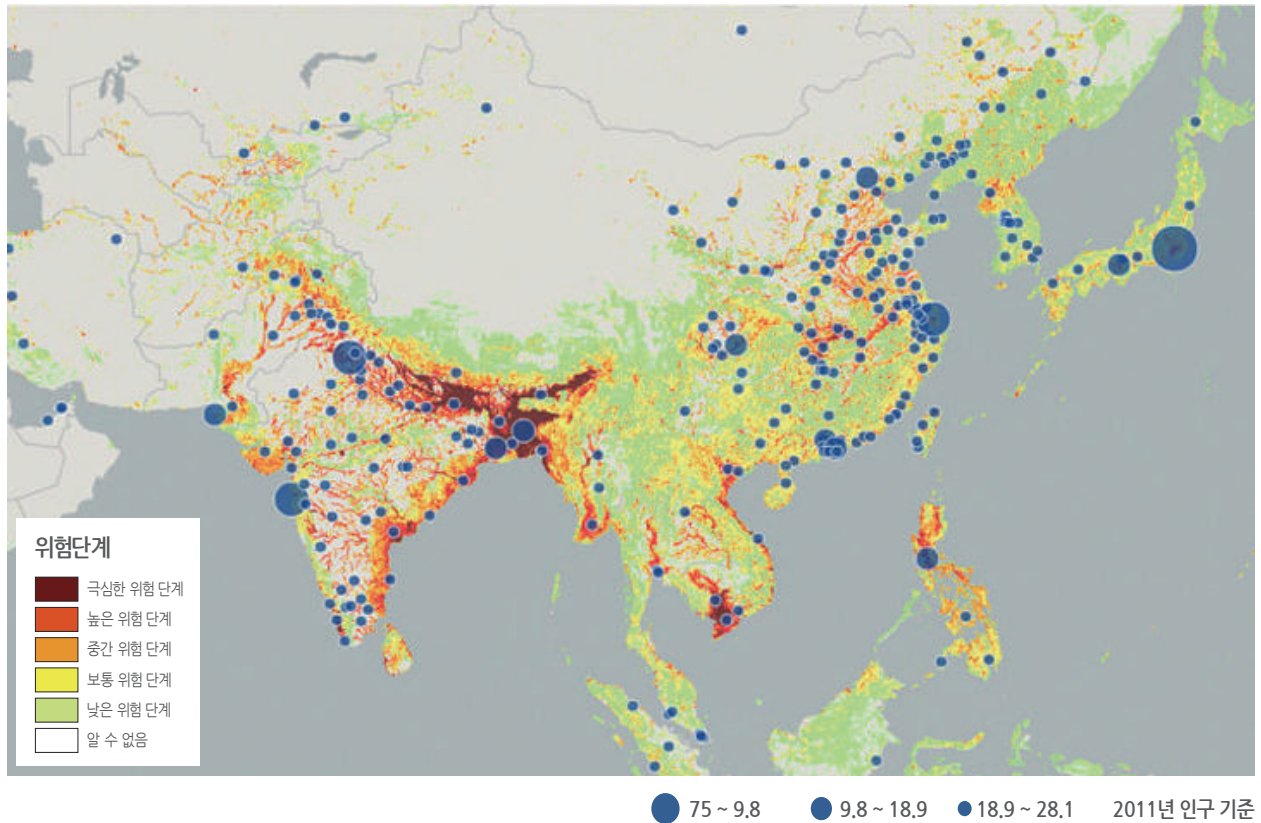 위험단계
극심한 위험 단계
높은 위험 단계
중간 위험 단계
보통 위험 단계
낮은 위험 단계
알 수 없음
75 ~ 9.8 9.8 ~ 18.9 18.9 ~ 28.1 2011년 인구 기준